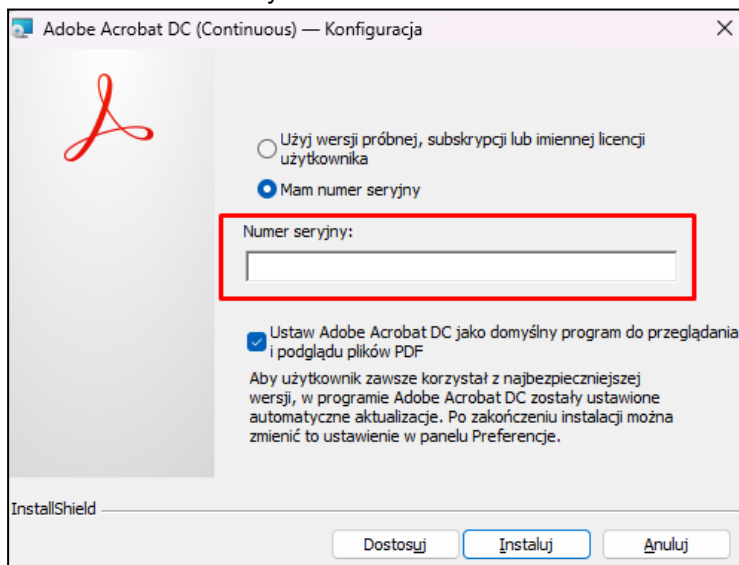 Adobe Acrobat DC (Continuous) — Konfiguracja
Użyj wersji próbnej, subskrypcji lub imiennej licencji
użytkownika
Mam numer seryjny
Numer seryjny:
Ustaw Adobe Acrobat DC jako domyślny program do przeglądania
i podglądu plików PDF
Aby użytkownik zawsze korzystał z najbezpieczniejszej
wersji, w programie Adobe Acrobat DC zostały ustawione
automatyczne aktualizacje. Po zakończeniu instalacji można
zmienić to ustawienie w panelu Preferencje.
InstallShield
Dostosuj
Instaluj
Anuluj